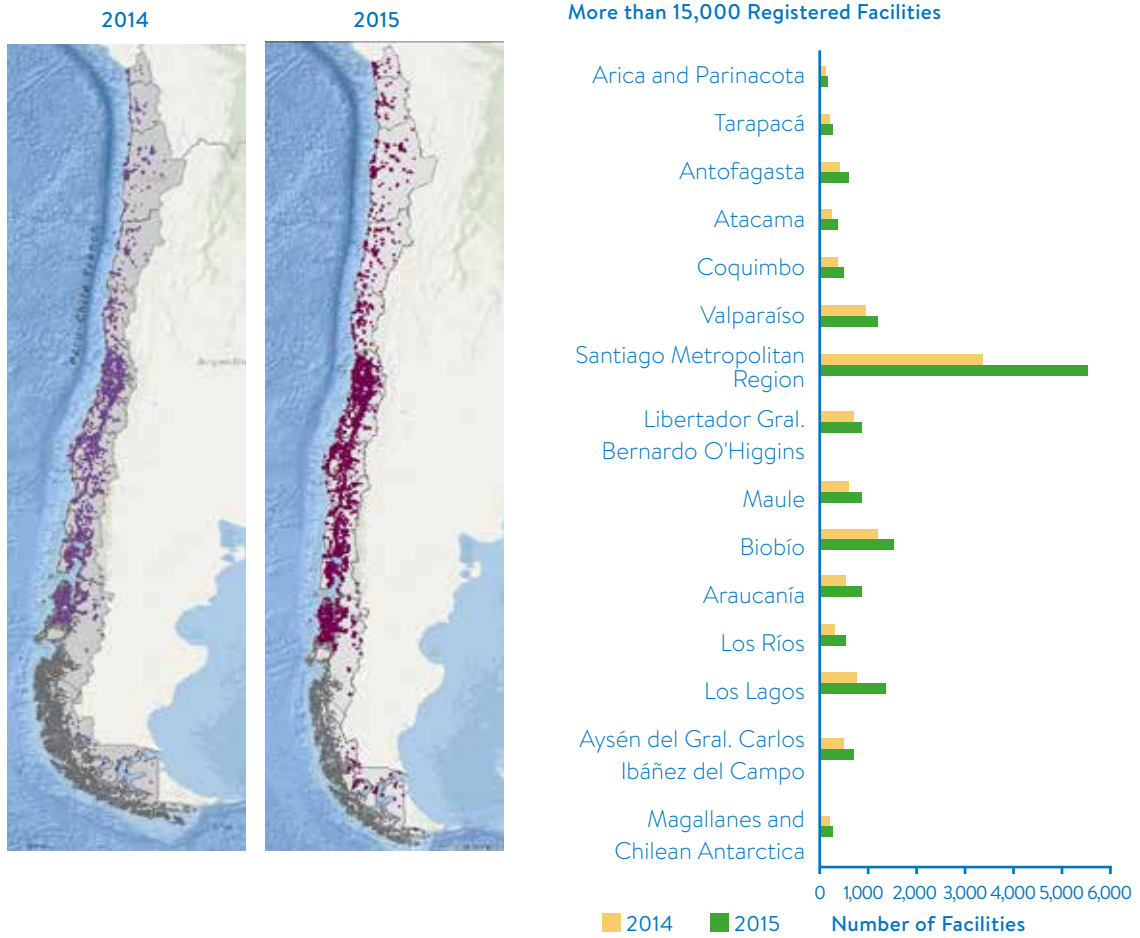 2014
2015
More than 15,000 Registered Facilities
Arica and Parinacota
Tarapacá
Antofagasta
Atacama
Coquimbo
Valparaíso
Santiago Metropolitan
Region
Libertador Gral.
Bernardo O'Higgins
Maule
Biobío
Araucanía
Los Ríos
Los Lagos
Aysén del Gral. Carlos
Ibáñez del Campo
Magallanes and
Chilean Antarctica
0 1,000 2,000 3,000 4,000 5,000 6,000
2014 2015 Number of Facilities